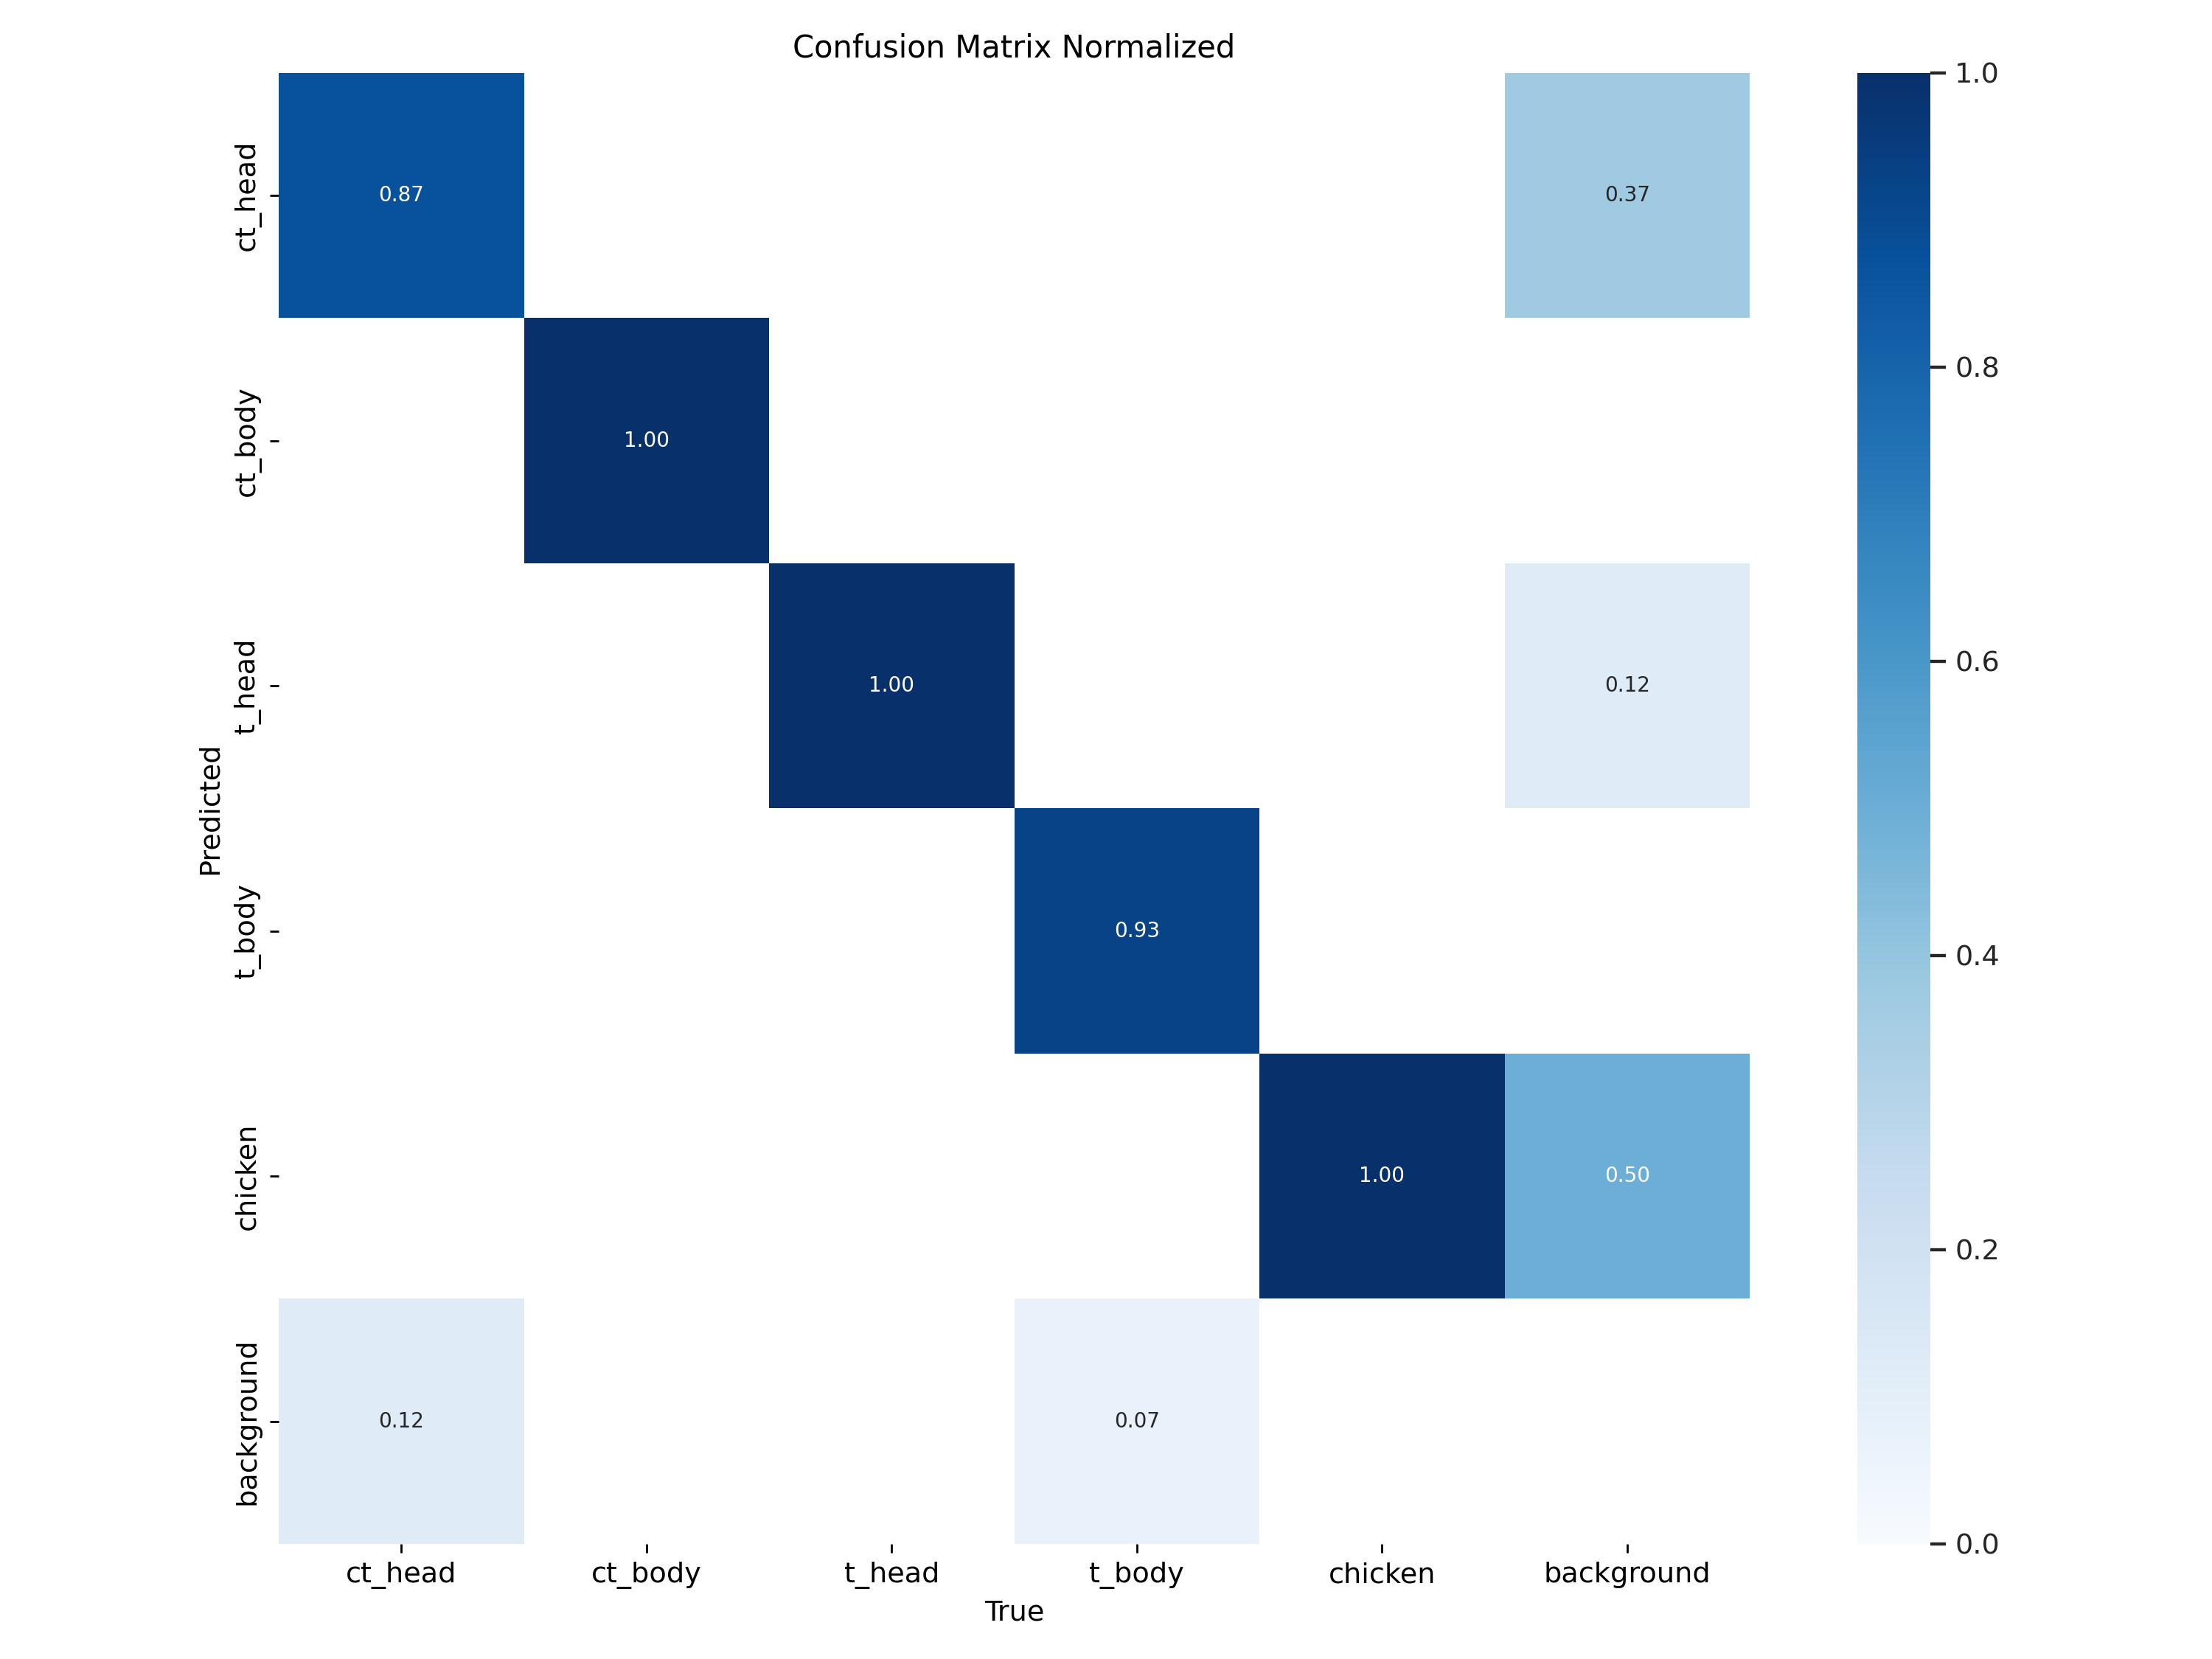 Confusion Matrix Normalized
ct_head
0.87
0.37
ct_body
1.00
t_head
1.00
0.12
t_body
0.93
chicken
1.00
0.50
background
0.12
0.07
ct_head
ct_body
t_head
t_body
chicken
background
True
Predicted
1.0
0.8
0.6
0.4
0.2
0.0